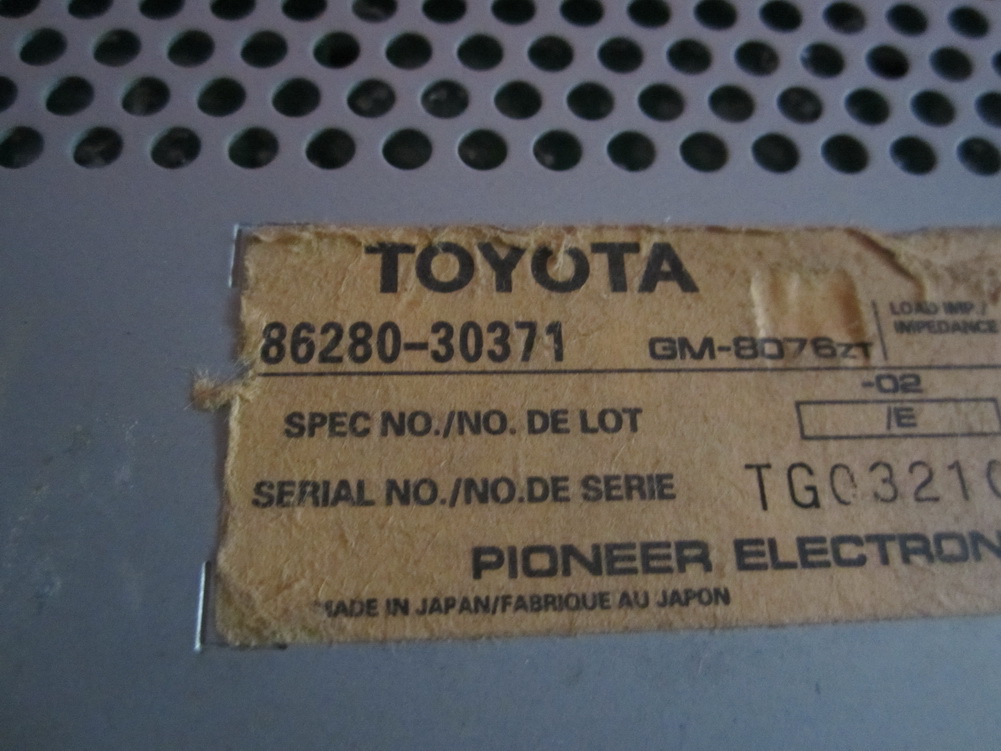 TOYOTA
86280-30371 GM-8076ZT
LOAD IMP./
IMPEDANCE
-02
SPEC NO./NO. DE LOT /E
SERIAL NO./NO.DE SERIE TG0321
PIONEER ELECTRON
MADE IN JAPAN/FABRIQUE AU JAPON